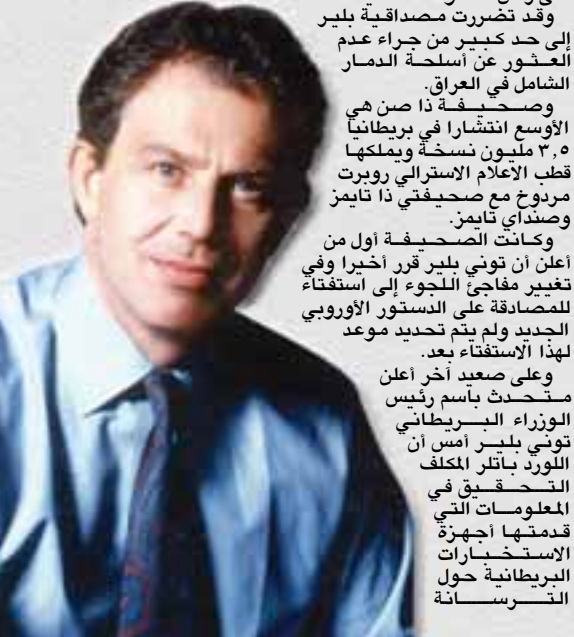 وقد تضررت مصداقية بلير
إلى حد كبير من جراء عدم
العثور عن أسلحة الدمار
الشامل في العراق.
وصحيفة ذا صن هي
الأوسع انتشارا في بريطانيا
٣,٥ مليون نسخة ويملكها
قطب الاعلام الاسترالي روبرت
مردوخ مع صحيفتي ذا تايمز
وصنداي تايمز.
وكانت الصحيفة أول من
أعلن أن توني بلير قرر أخيرا وفي
تغيير مفاجئ اللجوء إلى استفتاء
للمصادقة على الدستور الأوروبي
الجديد ولم يتم تحديد موعد
لهذا الاستفتاء بعد.
وعلى صعيد آخر أعلن
متحدث باسم رئيس
الوزراء البريطاني
توني بلير أمس أن
اللورد باتلر المكلف
التحقيق في
المعلومات التي
قدمتها أجهزة
الاستخبارات
البريطانية حول
الترسانة